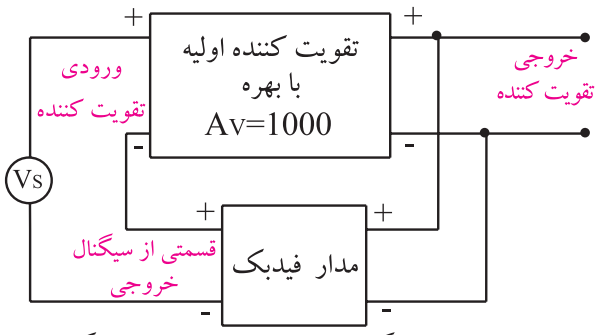 +
+
تقویت کننده اولیه
با بهره
AV=1000
ورودی
تقویت کننده
خروجی
تقویت کننده
-
-
VS
+
+
مدار فیدبک
قسمتی از سیگنال
خروجی
-
-